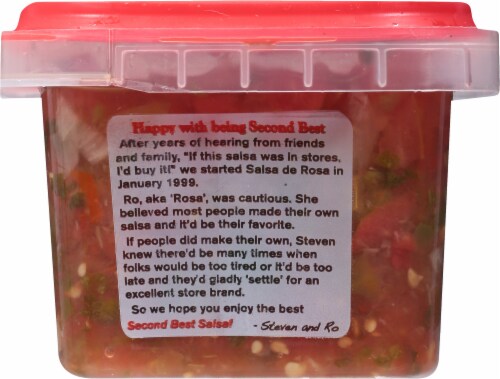 Happy with being Second Best
After years of hearing from friends
and family, "If this salsa was in stores,
I'd buy it!" we started Salsa de Rosa in
January 1999.
Ro, aka 'Rosa', was cautious. She
believed most people made their own
salsa and it'd be their favorite.
If people did make their own, Steven
knew there'd be many times when
folks would be too tired or it'd be too
late and they'd gladly 'settle' for an
excellent store brand.
So we hope you enjoy the best
Second Best Salsa! - Steven and Ro